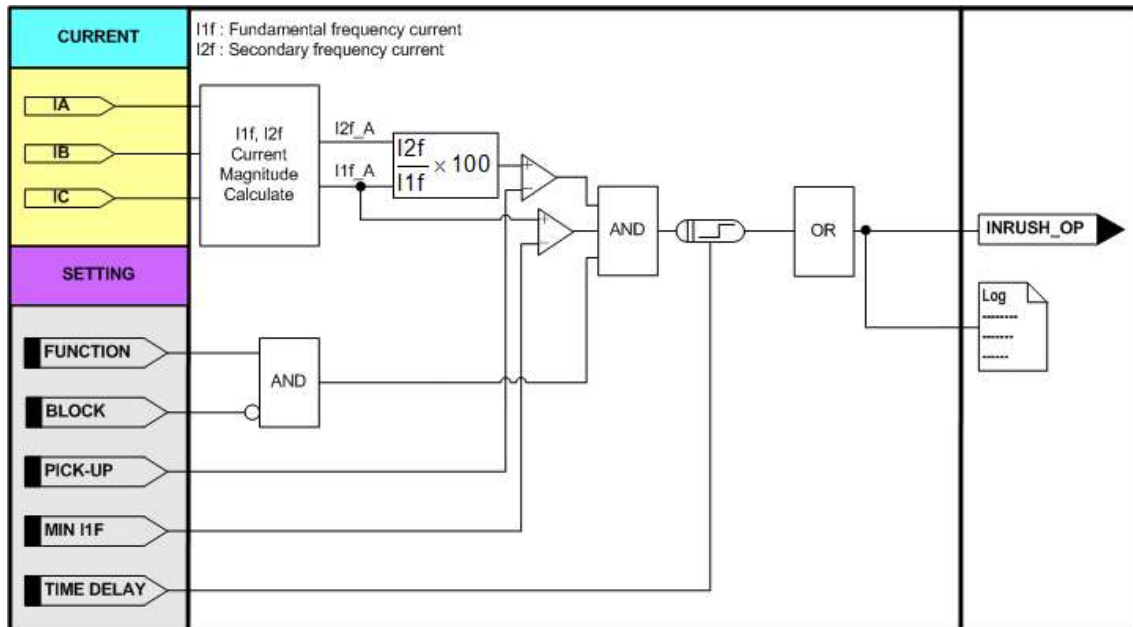 CURRENT
I1f : Fundamental frequency current
I2f : Secondary frequency current
IA
IB
IC
I1f, I2f
Current
Magnitude
Calculate
I2f_A
I1f_A
I2f
I1f
× 100
+
−
+
−
AND
OR
INRUSH_OP
Log
SETTING
FUNCTION
BLOCK
AND
PICK-UP
MIN I1F
TIME DELAY